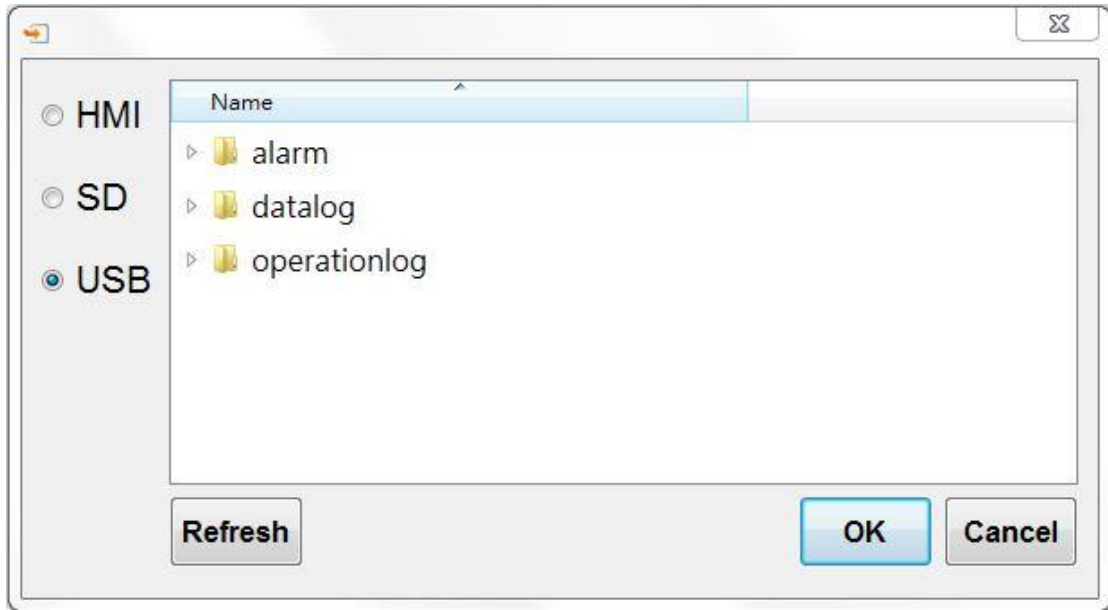 HMI
SD
USB
Name
alarm
datalog
operationlog
Refresh
OK
Cancel